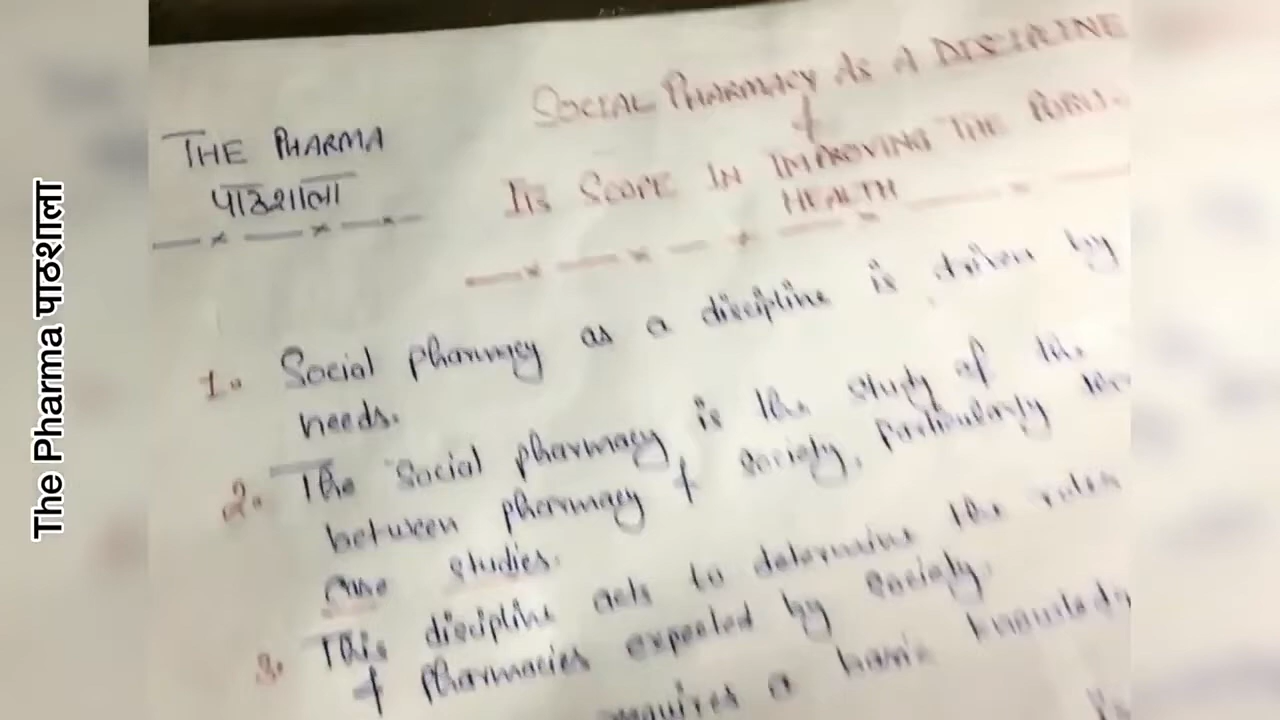 The Pharma पाठशाला
THE PHARMA
पाठशाला
SOCIAL PHARMACY AS A DISCIPLINE
&
ITS SCOPE IN IMPROVING THE
HEALTH
1. Social pharmacy as a discipline is driven by
needs.
2. The Social pharmacy is the study of the
between pharmacy & society, particularly
case studies.
3. This discipline acts to determine the roles
& pharmacies expected by society.
requires a basic